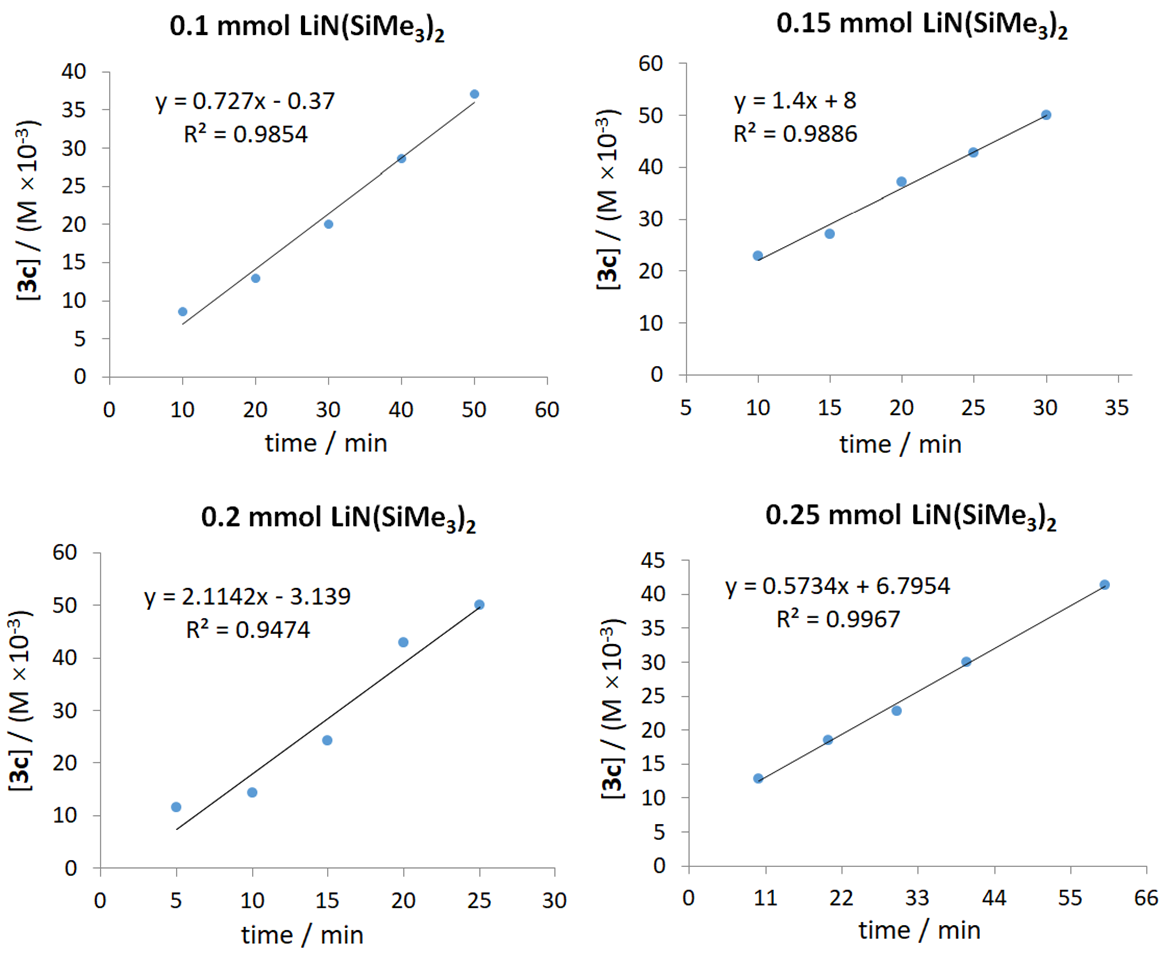 0.1 mmol LiN(SiMe₃)₂
40
35
30
25
20
15
10
5
0
[3c] / (M ×10⁻³)
y = 0.727x - 0.37
R² = 0.9854
0 10 20 30 40 50 60
time / min
0.15 mmol LiN(SiMe₃)₂
60
50
40
30
20
10
0
[3c] / (M ×10⁻³)
y = 1.4x + 8
R² = 0.9886
5 10 15 20 25 30 35
time / min
0.2 mmol LiN(SiMe₃)₂
60
50
40
30
20
10
0
[3c] / (M ×10⁻³)
y = 2.1142x - 3.139
R² = 0.9474
0 5 10 15 20 25 30
time / min
0.25 mmol LiN(SiMe₃)₂
45
40
35
30
25
20
15
10
5
0
[3c] / (M ×10⁻³)
y = 0.5734x + 6.7954
R² = 0.9967
0 11 22 33 44 55 66
time / min